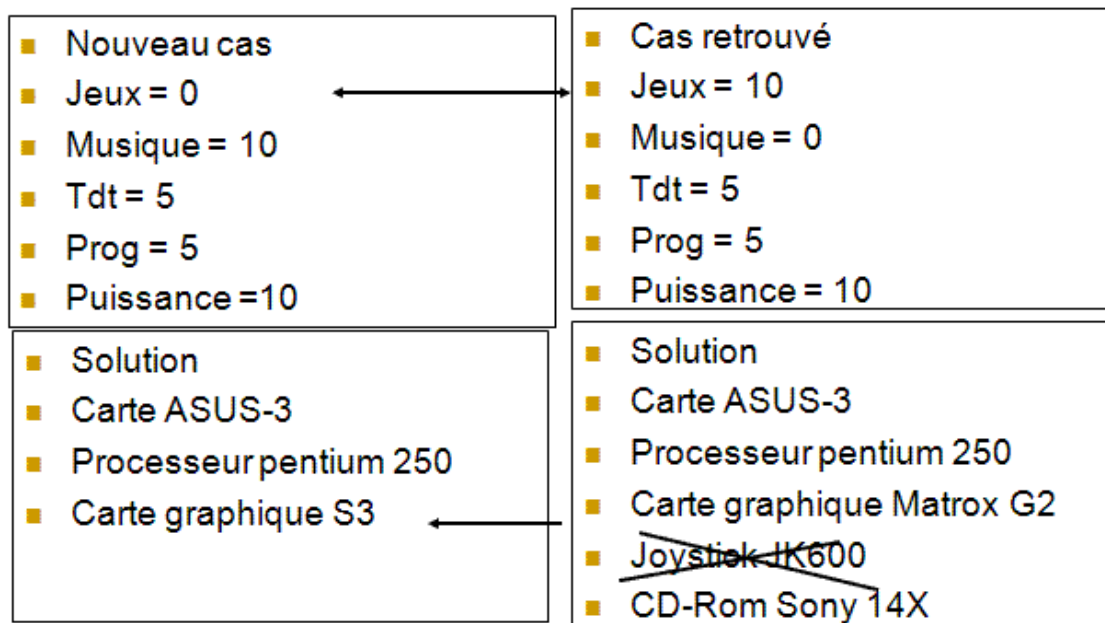 Nouveau cas
Jeux = 0
Musique = 10
Tdt = 5
Prog = 5
Puissance =10
Cas retrouvé
Jeux = 10
Musique = 0
Tdt = 5
Prog = 5
Puissance = 10
Solution
Carte ASUS-3
Processeur pentium 250
Carte graphique S3
Solution
Carte ASUS-3
Processeur pentium 250
Carte graphique Matrox G2
Joystick JK600
CD-Rom Sony 14X